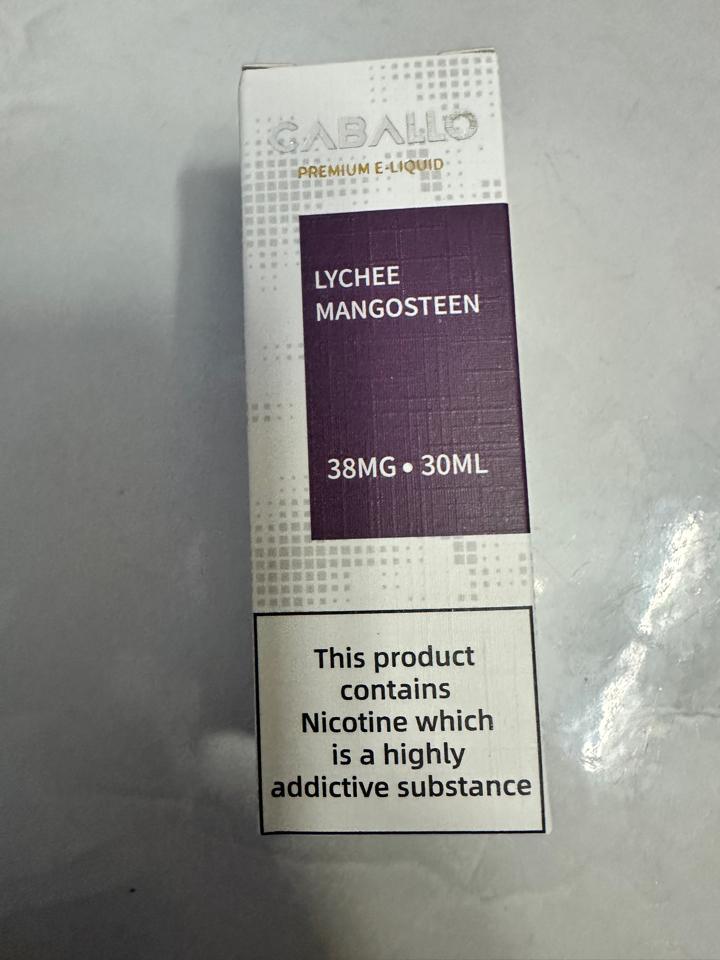 CABALLO
PREMIUM E-LIQUID
LYCHEE
MANGOSTEEN
38MG • 30ML
This product
contains
Nicotine which
is a highly
addictive substance